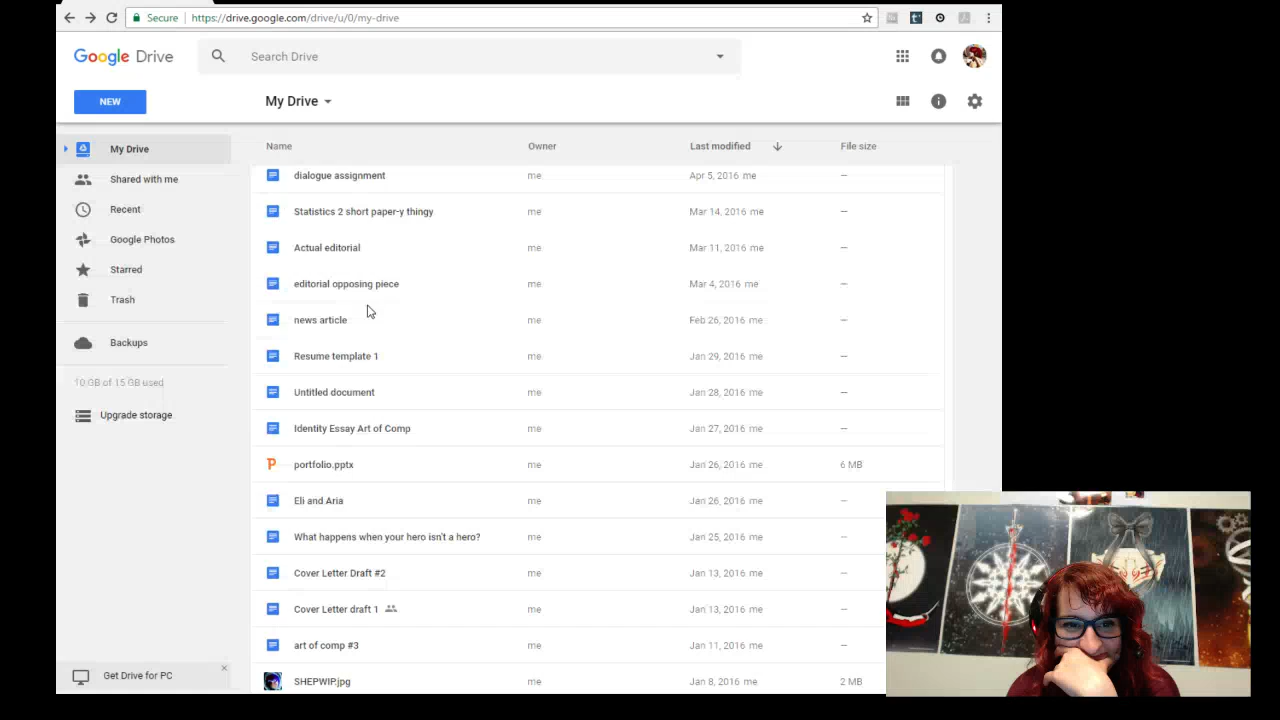 Secure https://drive.google.com/drive/u/0/my-drive
Google Drive Search Drive
NEW My Drive
Name Owner Last modified File size
My Drive
Shared with me
Recent
Google Photos
Starred
Trash
Backups
10 GB of 15 GB used
Upgrade storage
Get Drive for PC
dialogue assignment me Apr 5, 2016 me —
Statistics 2 short paper-y thingy me Mar 14, 2016 me —
Actual editorial me Mar 11, 2016 me —
editorial opposing piece me Mar 4, 2016 me —
news article me Feb 26, 2016 me —
Resume template 1 me Jan 29, 2016 me —
Untitled document me Jan 28, 2016 me —
Identity Essay Art of Comp me Jan 27, 2016 me —
portfolio.pptx me Jan 26, 2016 me 6 MB
Eli and Aria me Jan 26, 2016 me —
What happens when your hero isn't a hero? me Jan 25, 2016 me —
Cover Letter Draft #2 me Jan 13, 2016 me —
Cover Letter draft 1 me Jan 13, 2016 me —
art of comp #3 me Jan 11, 2016 me —
SHEPWIP.jpg me Jan 8, 2016 me 2 MB